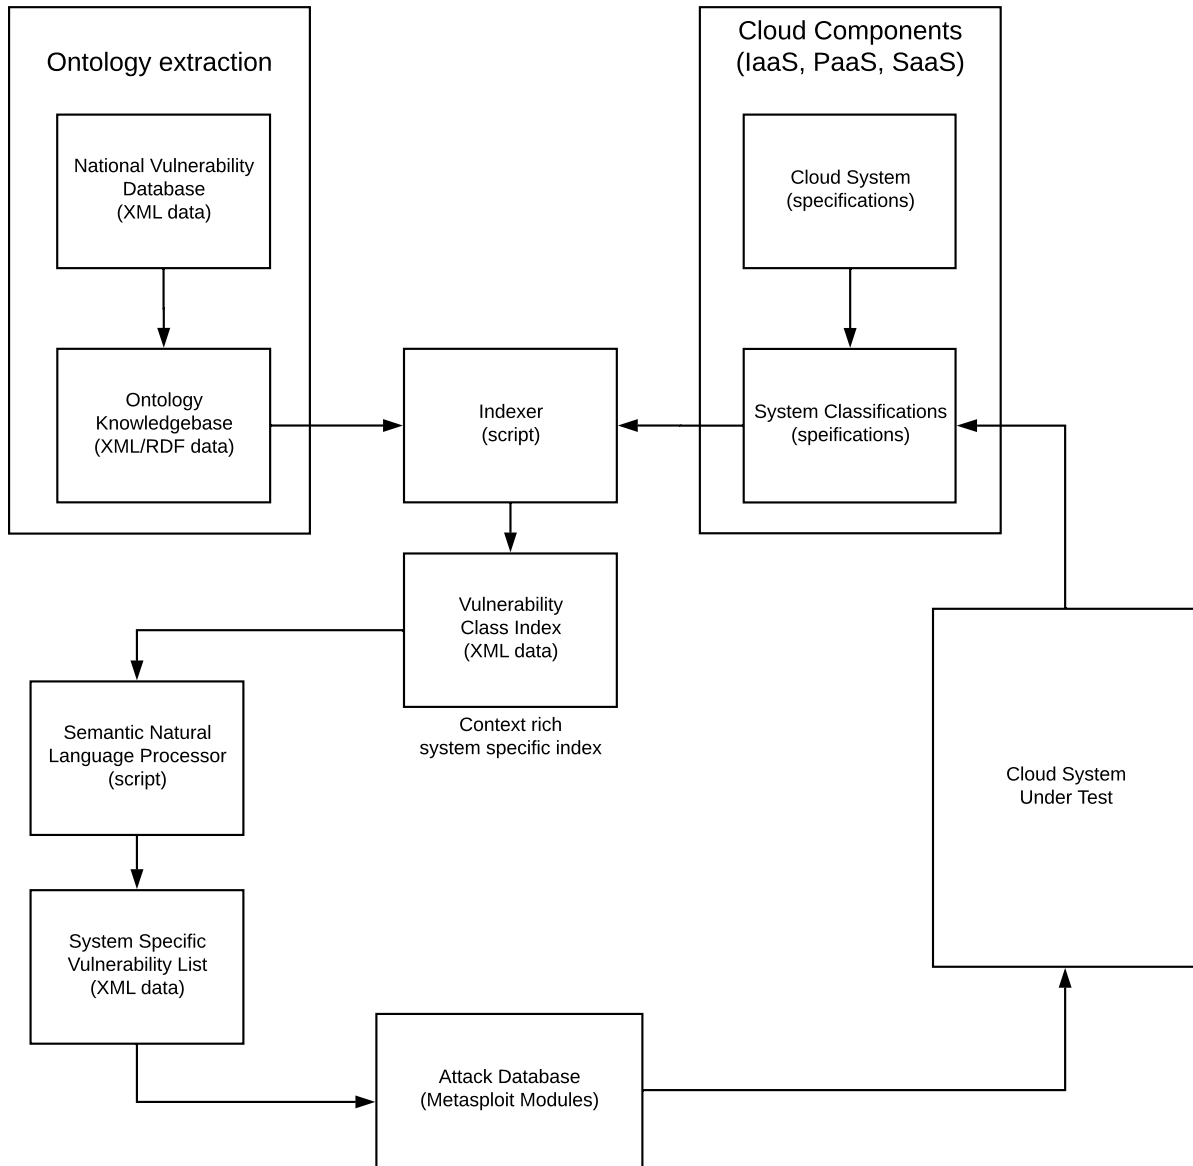 Ontology extraction
National Vulnerability
Database
(XML data)
Ontology
Knowledgebase
(XML/RDF data)
Cloud Components
(IaaS, PaaS, SaaS)
Cloud System
(specifications)
System Classifications
(speifications)
Indexer
(script)
Vulnerability
Class Index
(XML data)
Context rich
system specific index
Semantic Natural
Language Processor
(script)
System Specific
Vulnerability List
(XML data)
Attack Database
(Metasploit Modules)
Cloud System
Under Test